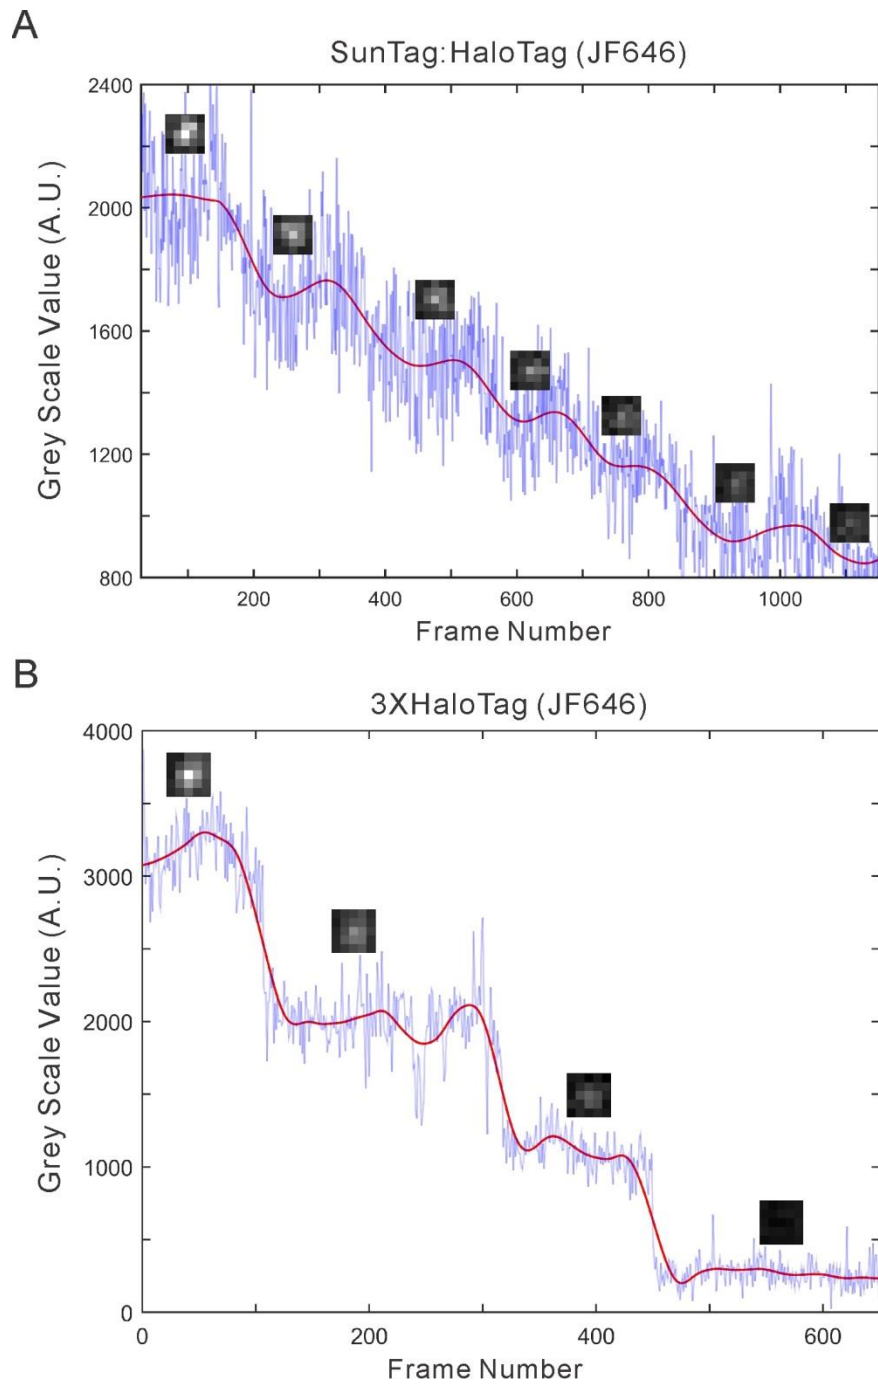 A
SunTag:HaloTag (JF646)
2400
2000
1600
1200
800
Grey Scale Value (A.U.)
200 400 600 800 1000
Frame Number
B
3XHaloTag (JF646)
4000
3000
2000
1000
0
Grey Scale Value (A.U.)
0 200 400 600
Frame Number